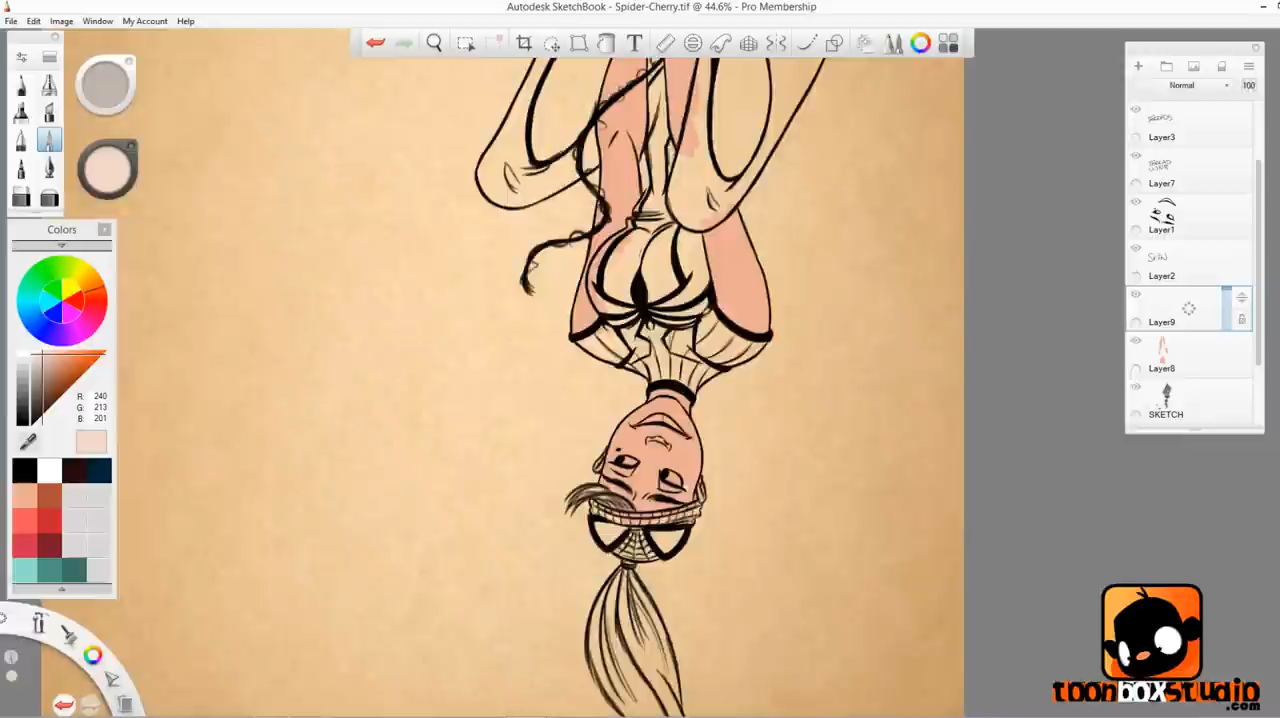 Autodesk SketchBook - Spider-Cherry.tif @ 44.6% - Pro Membership
File Edit Image Window My Account Help
T
Normal 100
Layer3
Layer7
Layer1
SKIN
Layer2
Layer9
Layer8
SKETCH
Colors
R: 240
G: 213
B: 201
toonboxstudio
.com